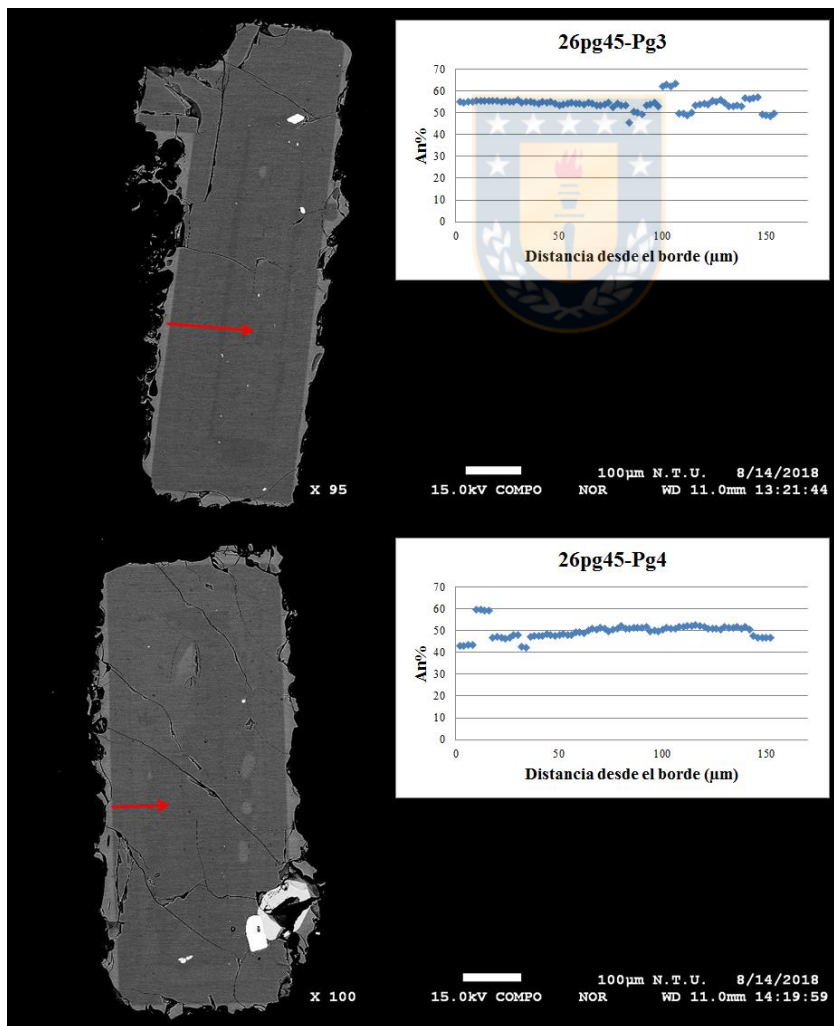 26pg45-Pg3
70
60
50
40
30
20
10
0
An%
0 50 100 150
Distancia desde el borde (µm)
100µm N.T.U. 8/14/2018
X 95 15.0kV COMPO NOR WD 11.0mm 13:21:44
26pg45-Pg4
70
60
50
40
30
20
10
0
An%
0 50 100 150
Distancia desde el borde (µm)
100µm N.T.U. 8/14/2018
X 100 15.0kV COMPO NOR WD 11.0mm 14:19:59